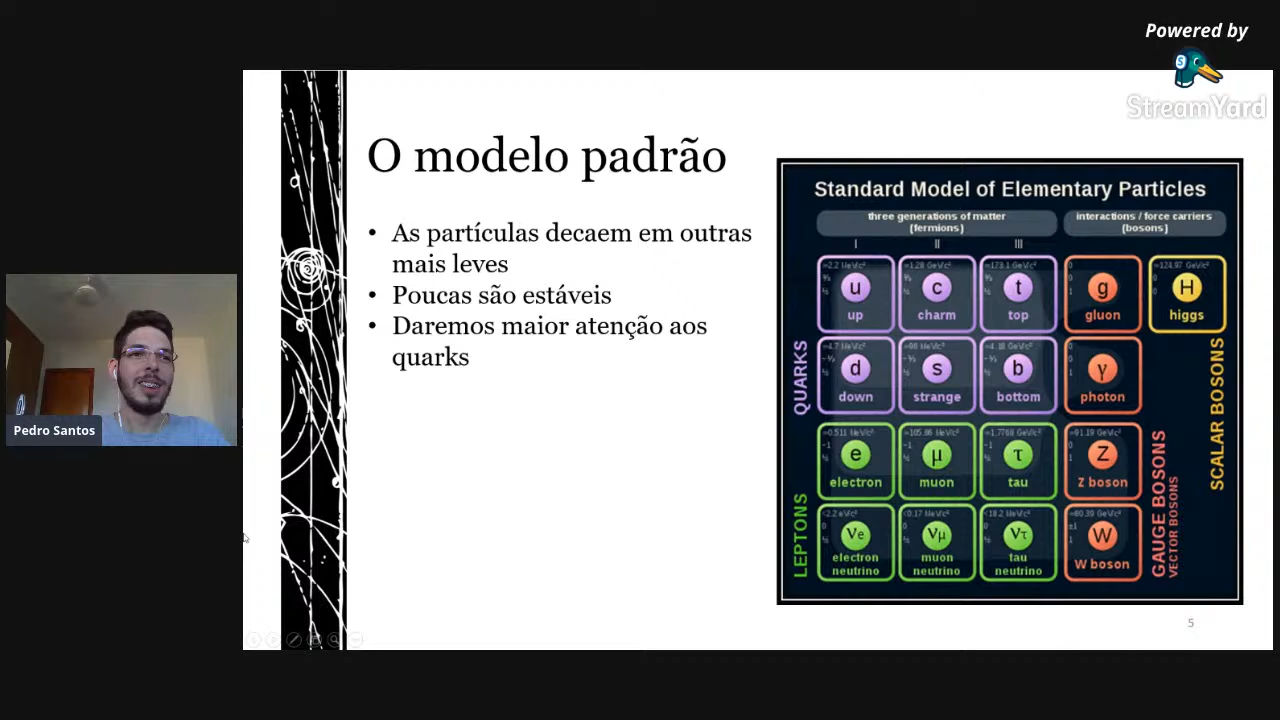 Powered by
StreamYard
O modelo padrão
• As partículas decaem em outras
mais leves
• Poucas são estáveis
• Daremos maior atenção aos
quarks
Pedro Santos
Standard Model of Elementary Particles
three generations of matter
(fermions)
interactions / force carriers
(bosons)
I II III
u c t g H
up charm top gluon higgs
QUARKS
d s b γ
down strange bottom photon
SCALAR BOSONS
e μ τ Z
electron muon tau Z boson
LEPTONS
νe νμ ντ W
electron
neutrino
muon
neutrino
tau
neutrino
W boson
GAUGE BOSONS
VECTOR BOSONS
5